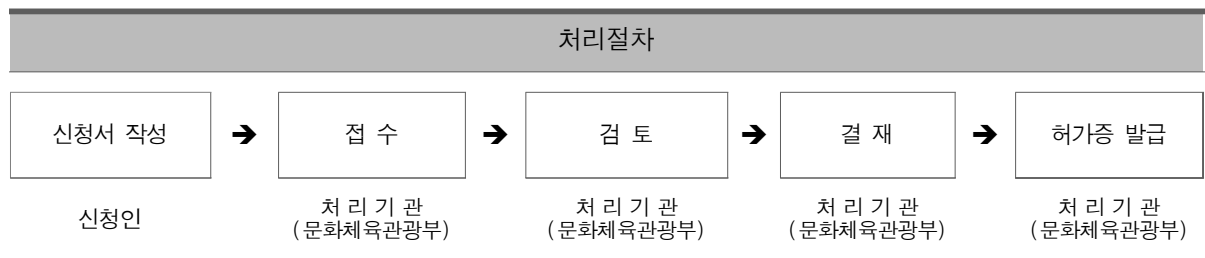 처리절차
신청서 작성 ➔ 접 수 ➔ 검 토 ➔ 결 재 ➔ 허가증 발급
신청인 처 리 기 관 처 리 기 관 처 리 기 관 처 리 기 관
(문화체육관광부) (문화체육관광부) (문화체육관광부) (문화체육관광부)